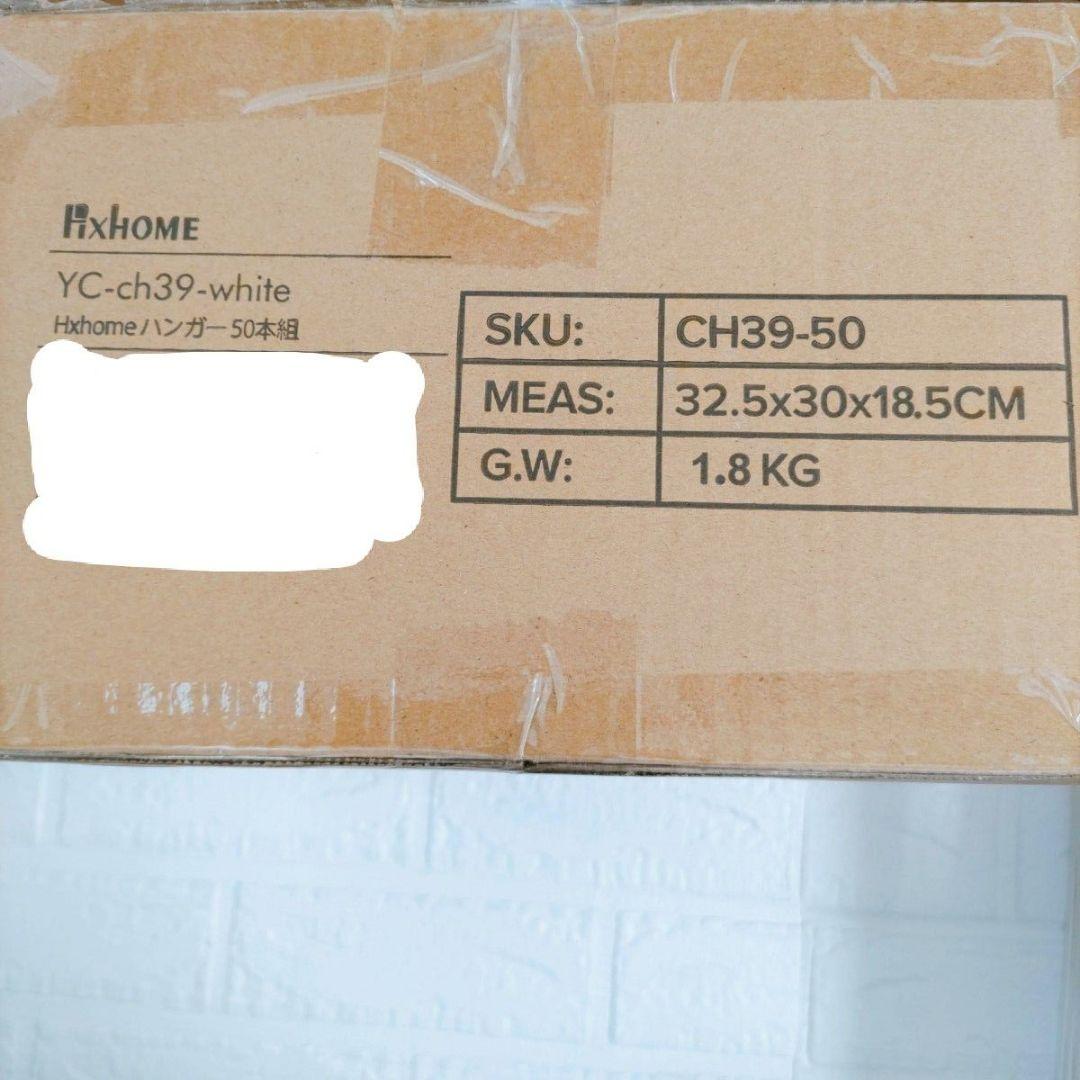 HxHOME
YC-ch39-white
Hxhomeハンガー50本組
SKU: CH39-50
MEAS: 32.5x30x18.5CM
G.W: 1.8 KG